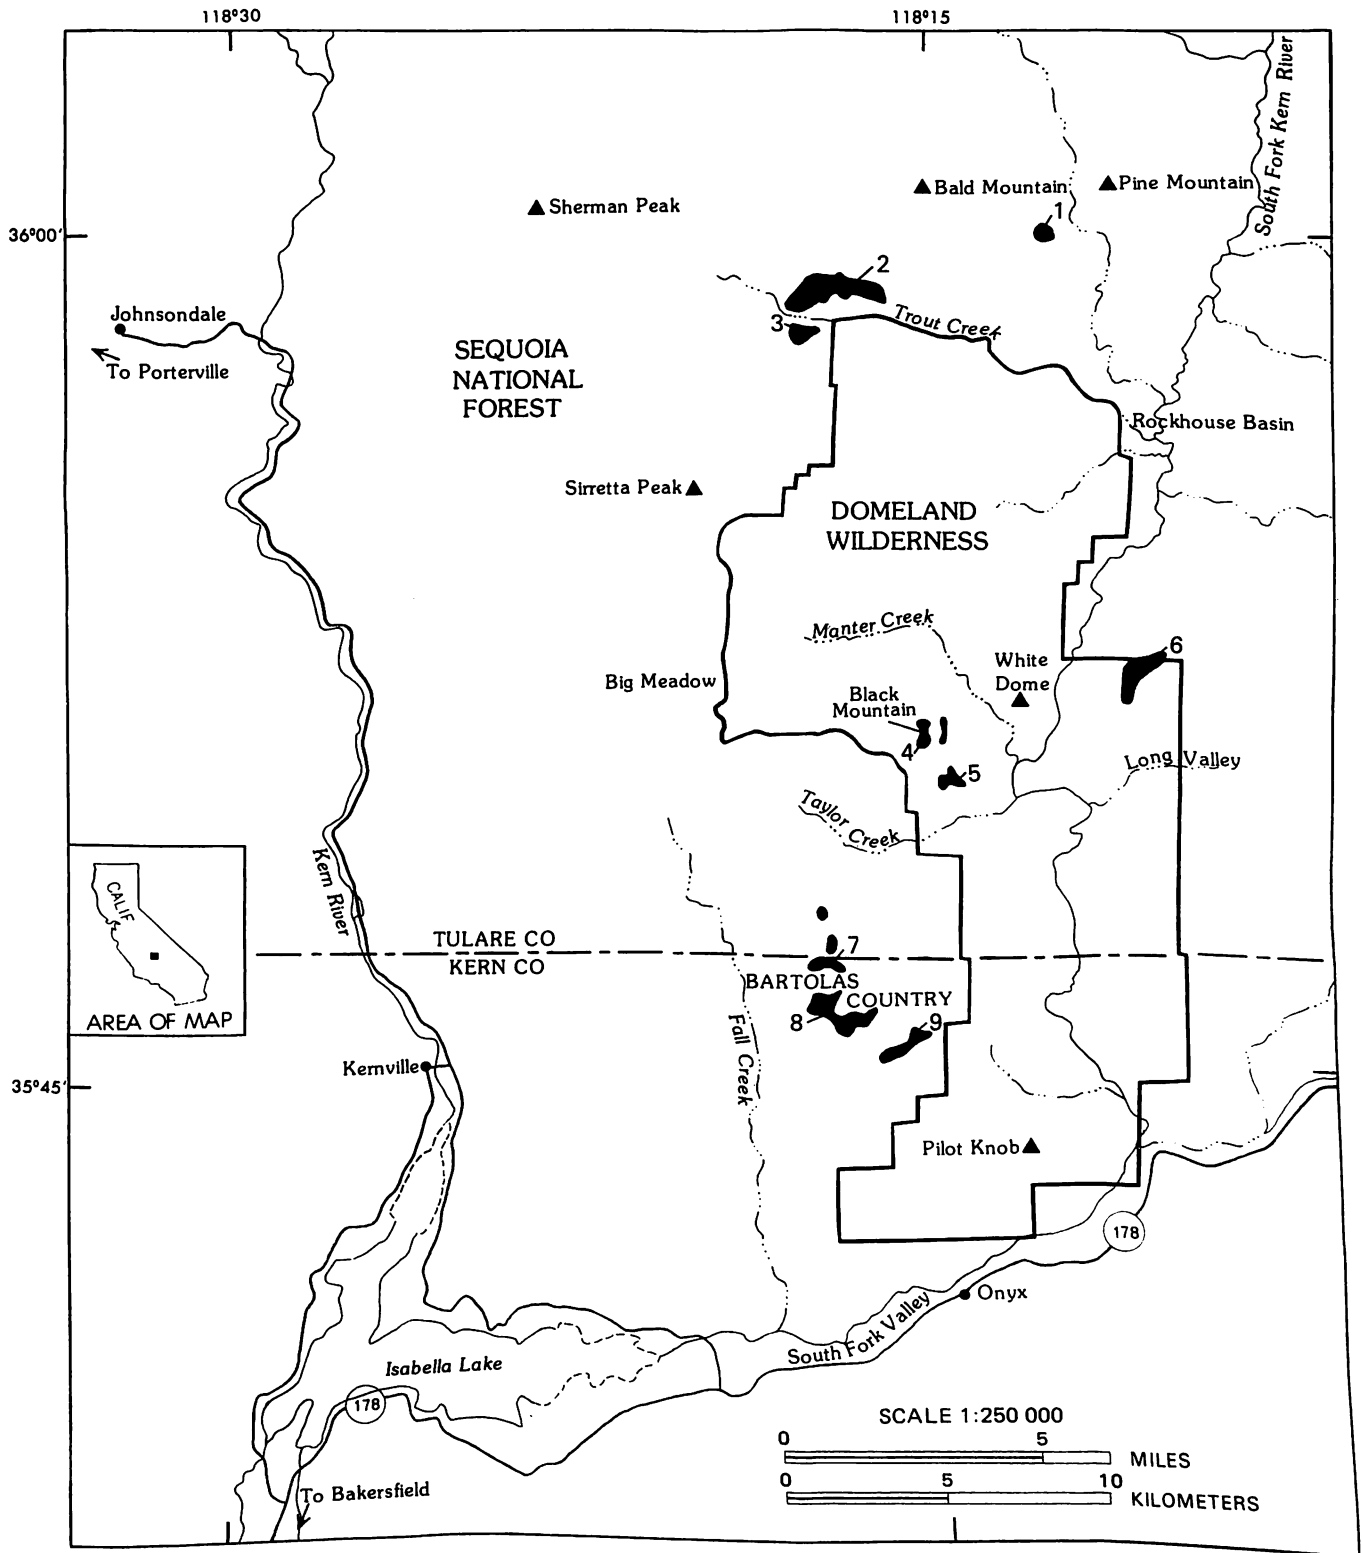 118°30
118°15
South Fork Kern River
Bald Mountain
Pine Mountain
Sherman Peak
1
36°00'
2
Johnsondale
3
Trout Creek
To Porterville
SEQUOIA
NATIONAL
FOREST
Rockhouse Basin
Sirretta Peak
DOMELAND
WILDERNESS
Manter Creek
6
White
Dome
Big Meadow
Black
Mountain
4
5
Long Valley
Taylor
Creek
Kern River
CALIF
AREA OF MAP
TULARE CO
KERN CO
7
BARTOLAS
COUNTRY
8
9
Fall Creek
Kernville
35°45'
Pilot Knob
178
Onyx
South Fork Valley
Isabella Lake
178
To Bakersfield
SCALE 1:250 000
0 5
MILES
0 5 10
KILOMETERS